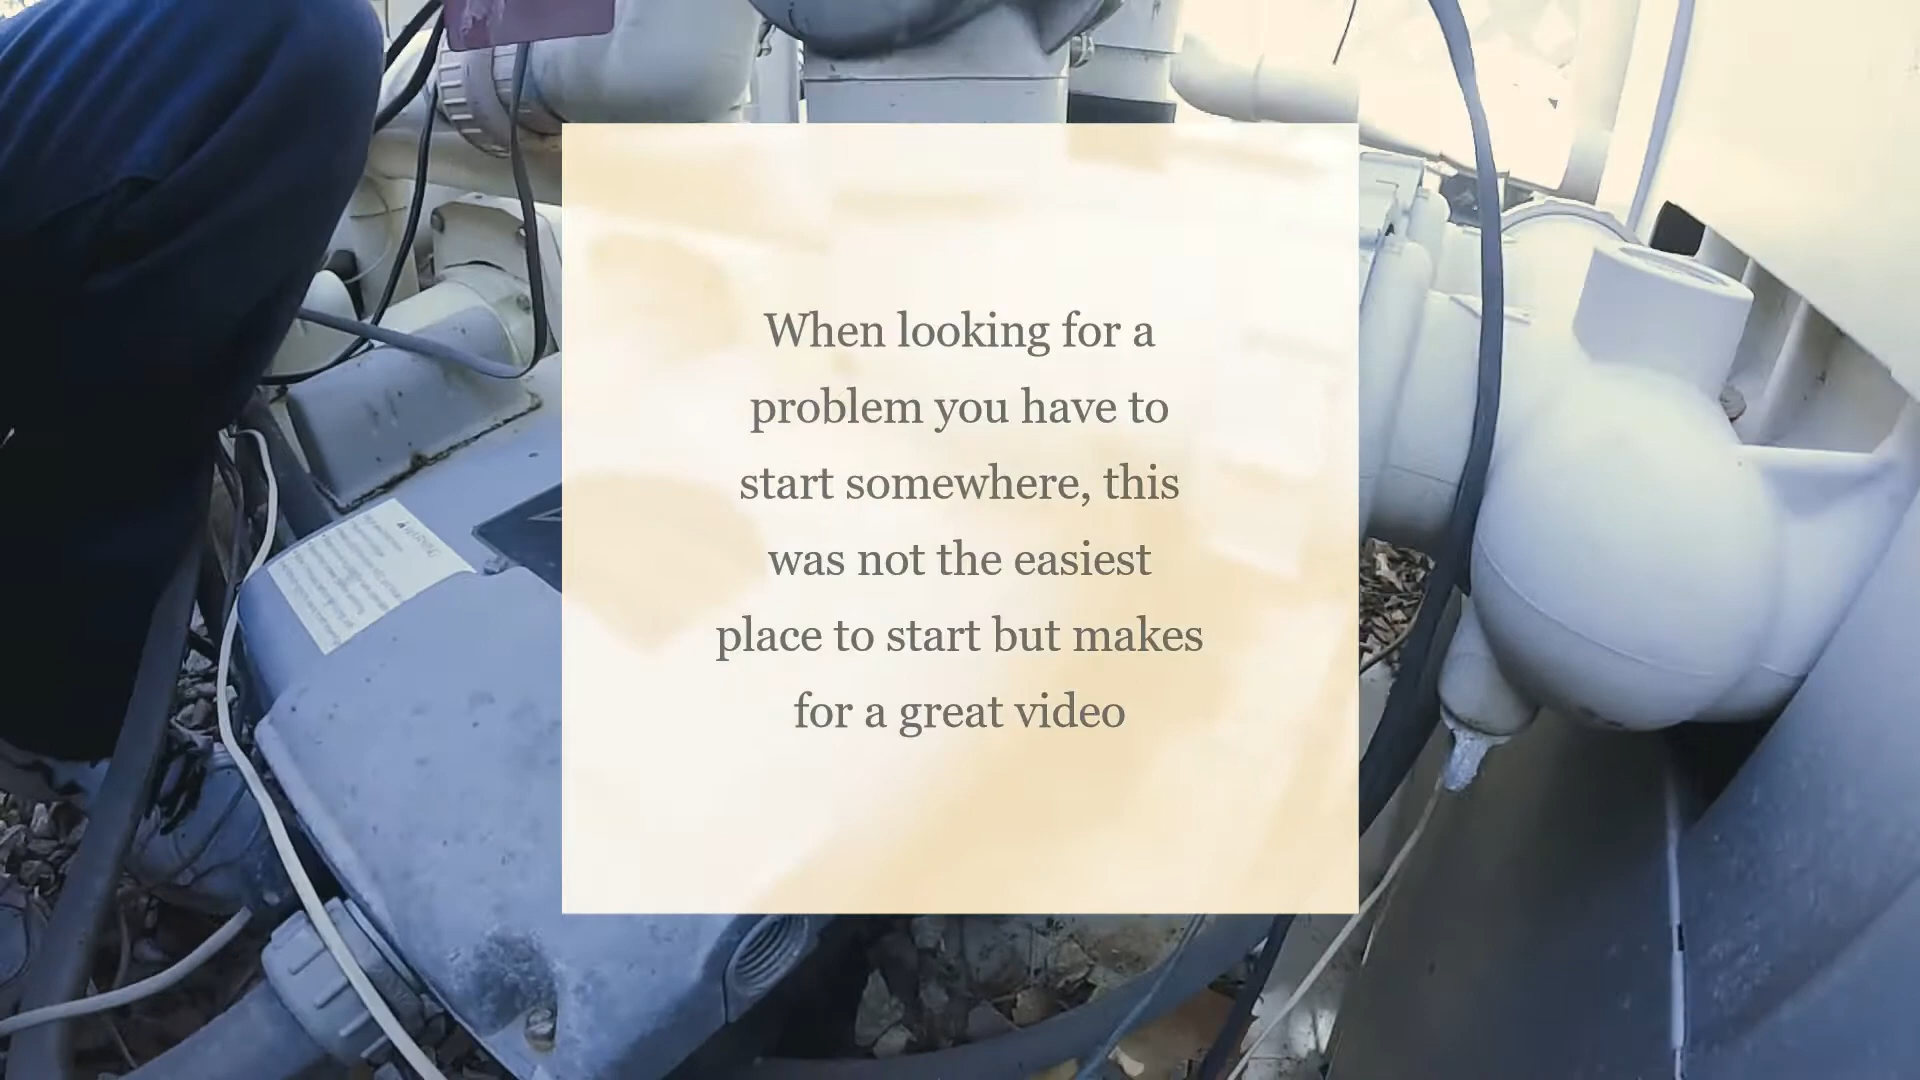 When looking for a
problem you have to
start somewhere, this
was not the easiest
place to start but makes
for a great video